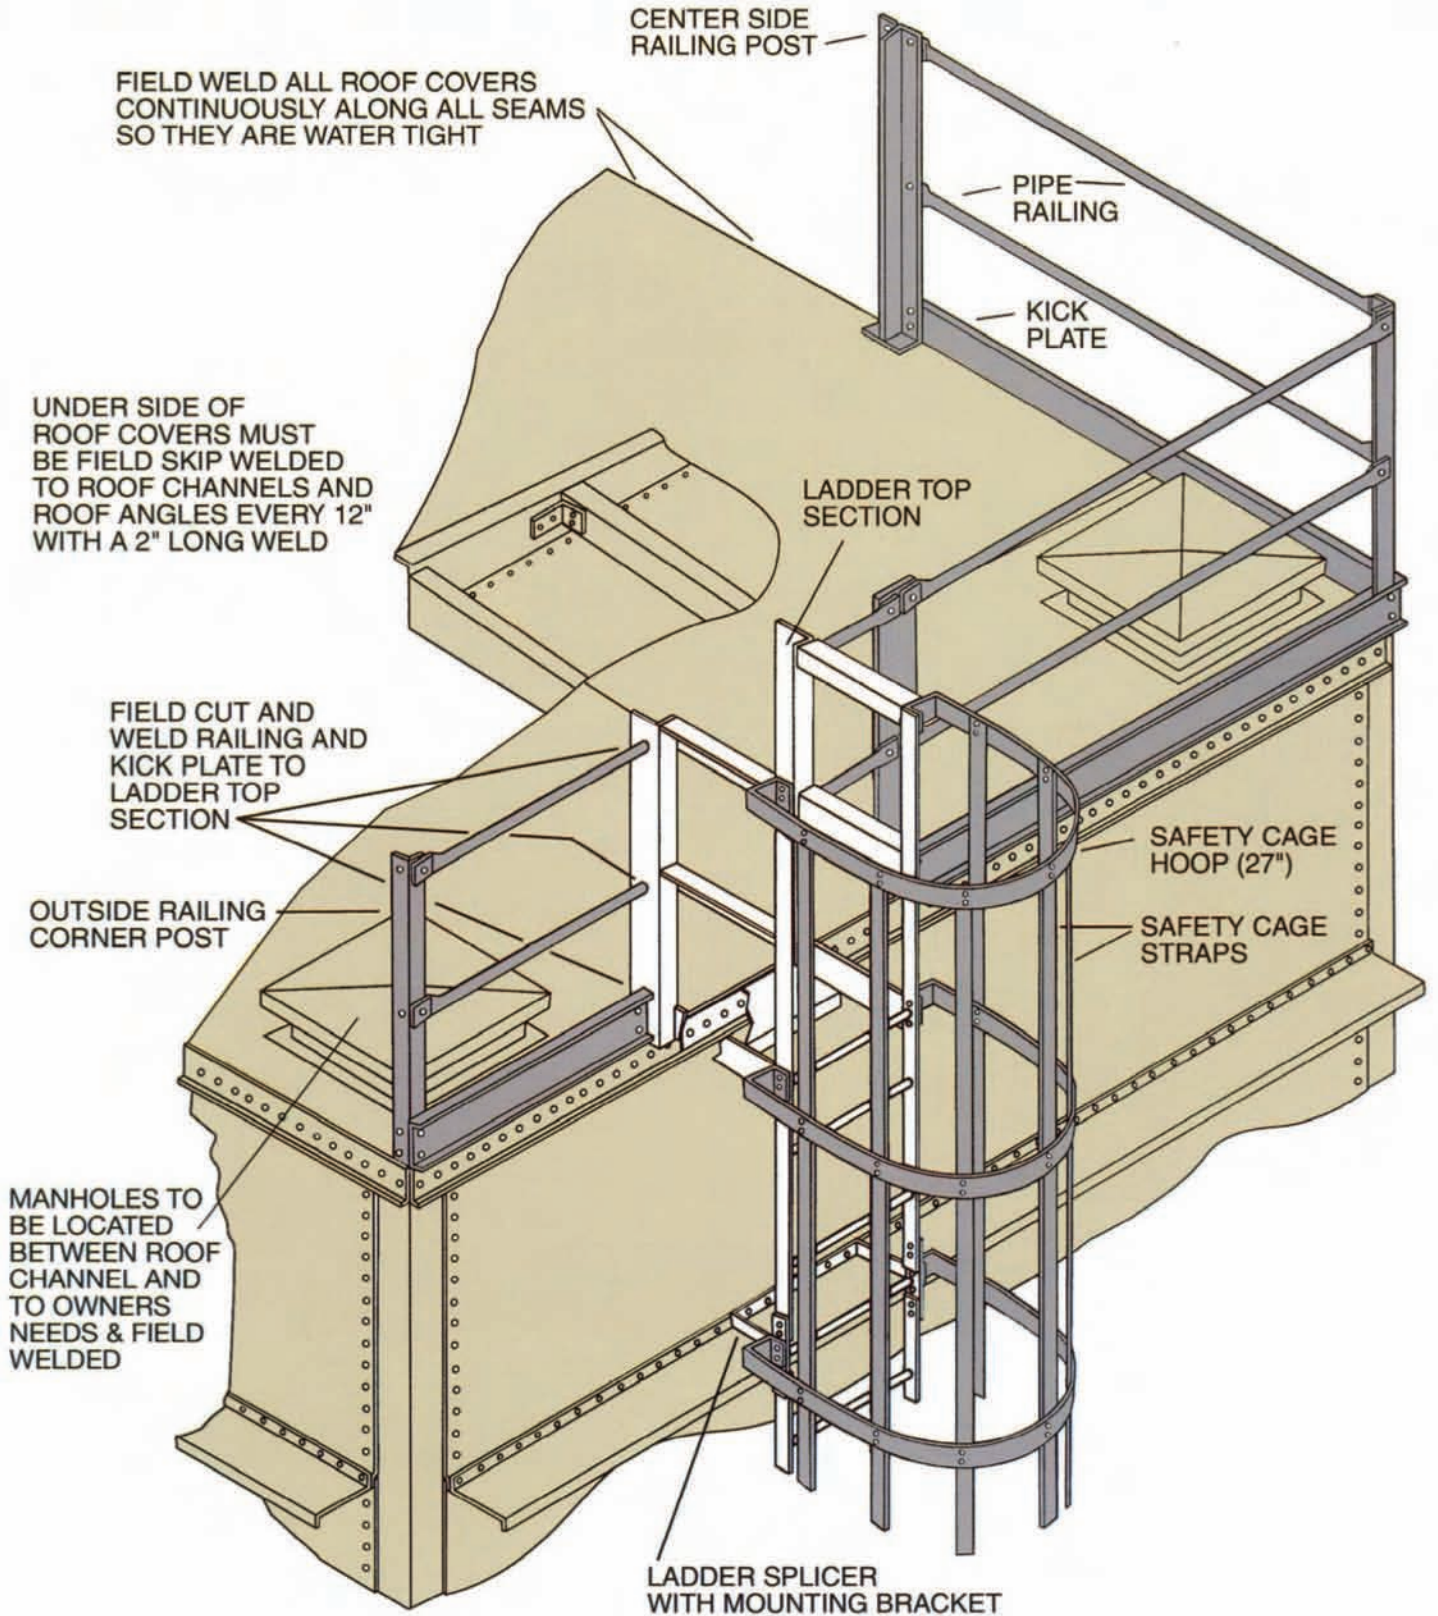 CENTER SIDE
RAILING POST
FIELD WELD ALL ROOF COVERS
CONTINUOUSLY ALONG ALL SEAMS
SO THEY ARE WATER TIGHT
PIPE
RAILING
KICK
PLATE
UNDER SIDE OF
ROOF COVERS MUST
BE FIELD SKIP WELDED
TO ROOF CHANNELS AND
ROOF ANGLES EVERY 12"
WITH A 2" LONG WELD
LADDER TOP
SECTION
FIELD CUT AND
WELD RAILING AND
KICK PLATE TO
LADDER TOP
SECTION
SAFETY CAGE
HOOP (27")
OUTSIDE RAILING
CORNER POST
SAFETY CAGE
STRAPS
MANHOLES TO
BE LOCATED
BETWEEN ROOF
CHANNEL AND
TO OWNERS
NEEDS & FIELD
WELDED
LADDER SPLICER
WITH MOUNTING BRACKET